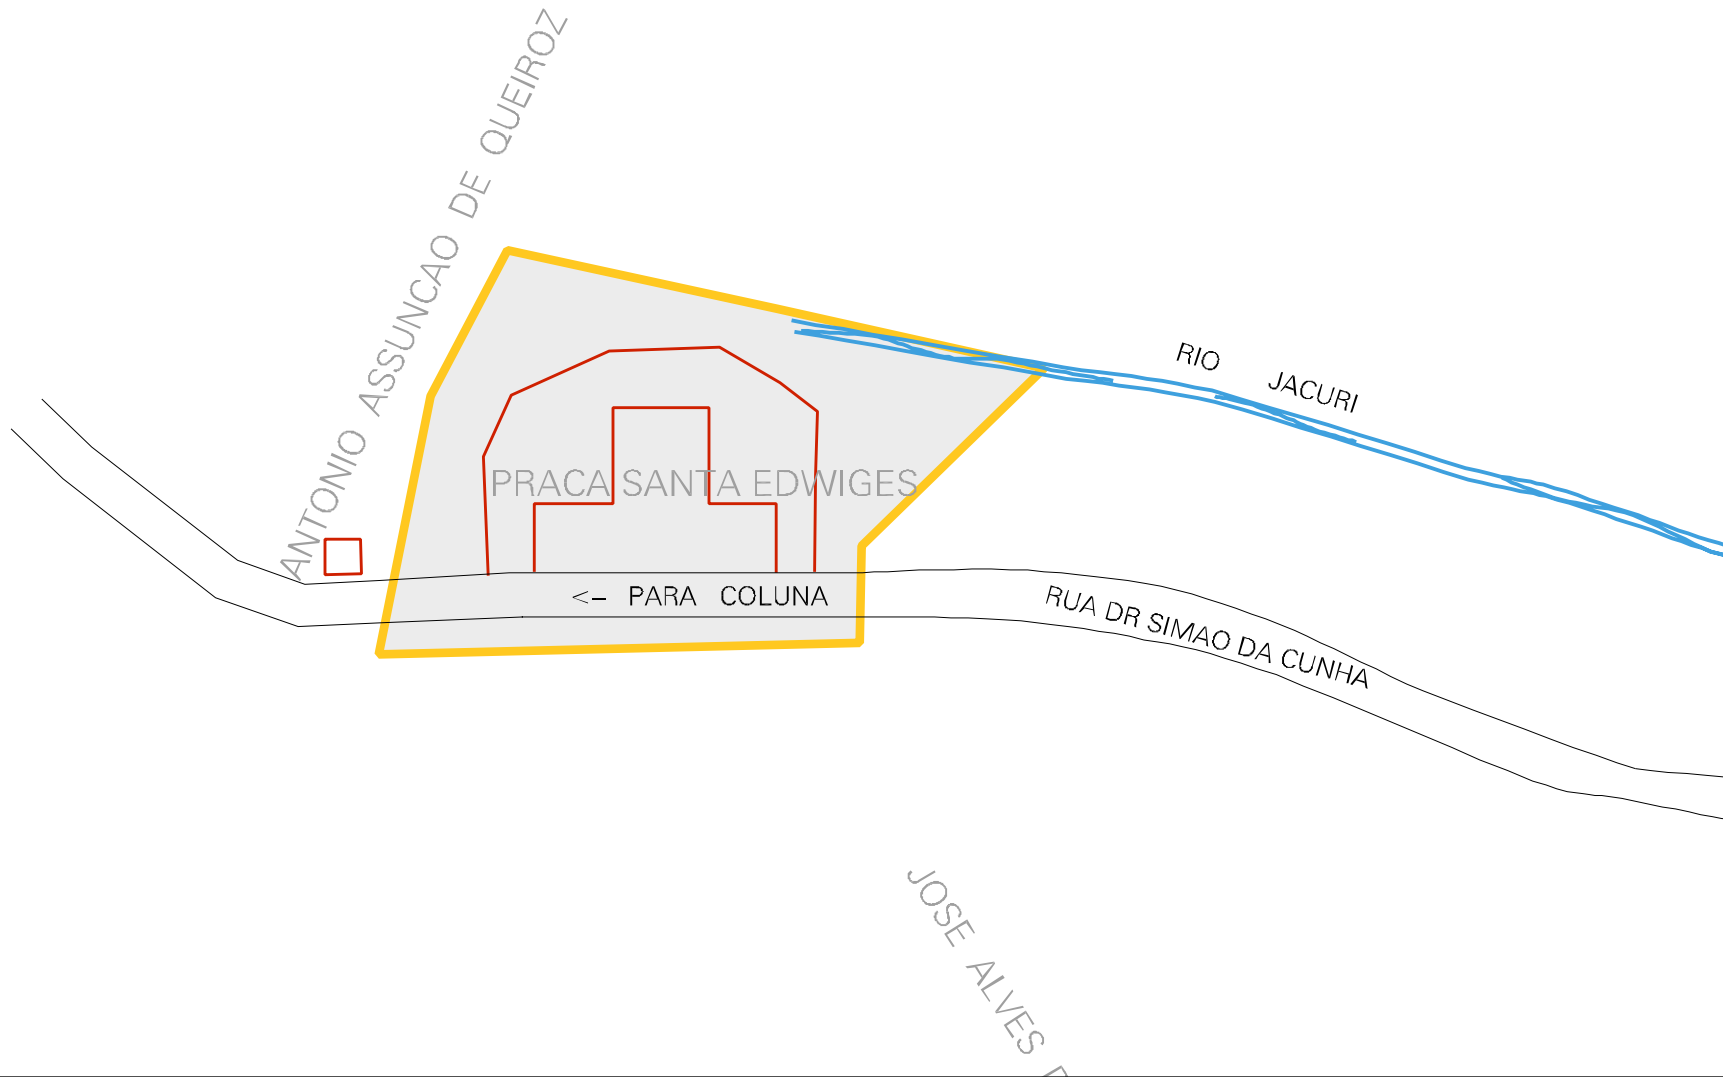 ANTONIO ASSUNCAO DE QUEIROZ
RIO JACURI
PRACA SANTA EDWIGES
<- PARA COLUNA
RUA DR SIMAO DA CUNHA
JOSE ALVES